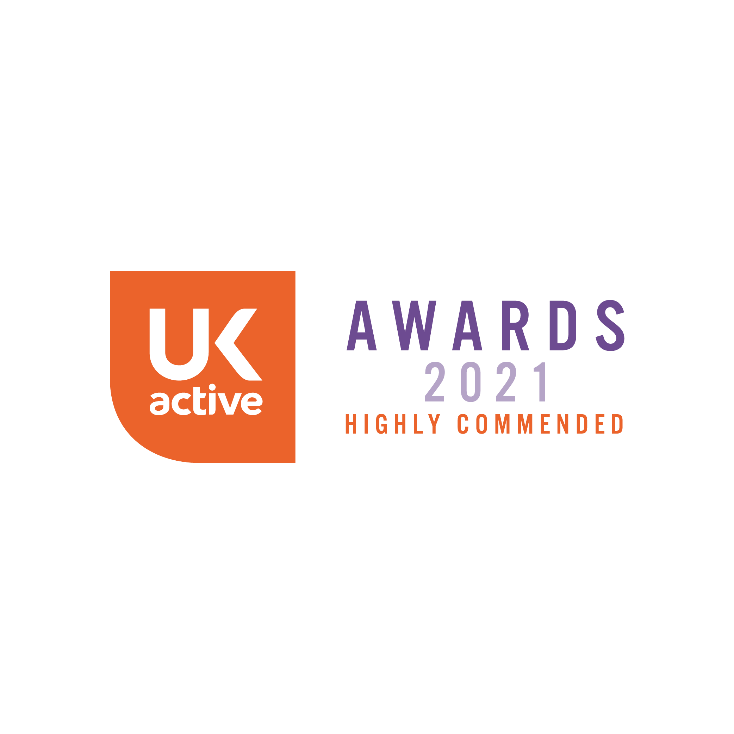 UK
active
AWARDS
2021
HIGHLY COMMENDED